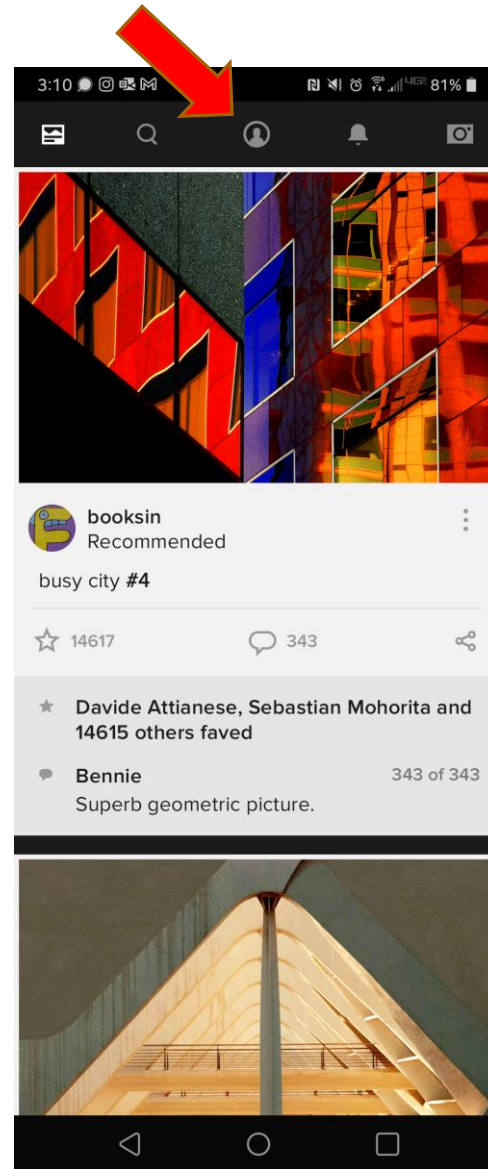 3:10
4GE 81%
booksin
Recommended
busy city #4
14617
343
Davide Attianese, Sebastian Mohorita and
14615 others faved
Bennie
343 of 343
Superb geometric picture.